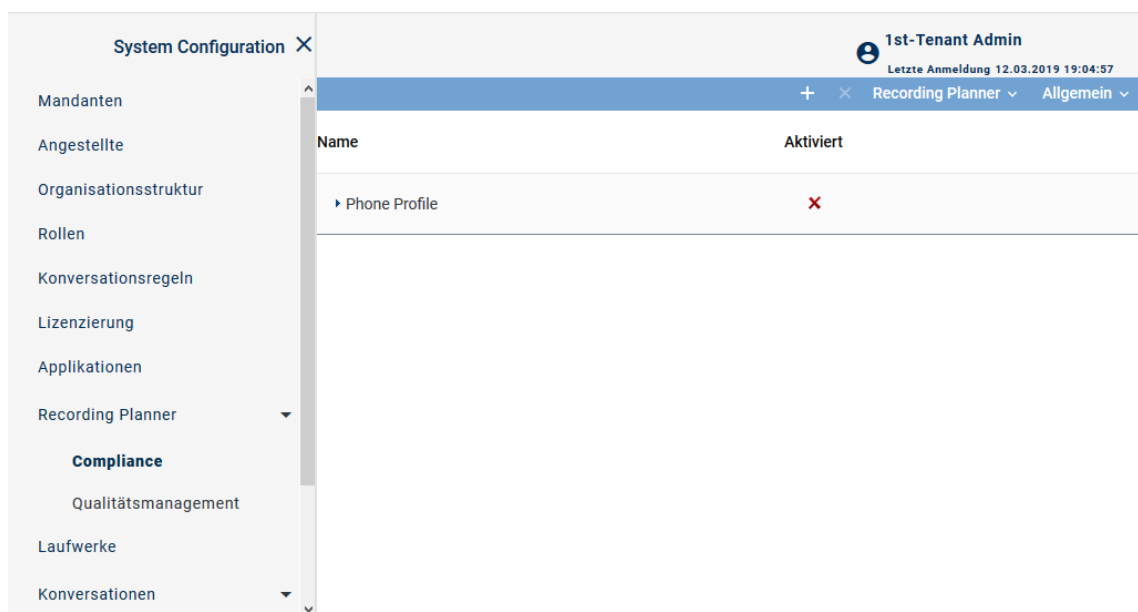 System Configuration
1st-Tenant Admin
Letzte Anmeldung 12.03.2019 19:04:57
Recording Planner
Allgemein
Mandanten
Angestellte
Organisationsstruktur
Rollen
Konversationsregeln
Lizenzierung
Applikationen
Recording Planner
Compliance
Qualitätsmanagement
Laufwerke
Konversationen
Name
Aktiviert
Phone Profile